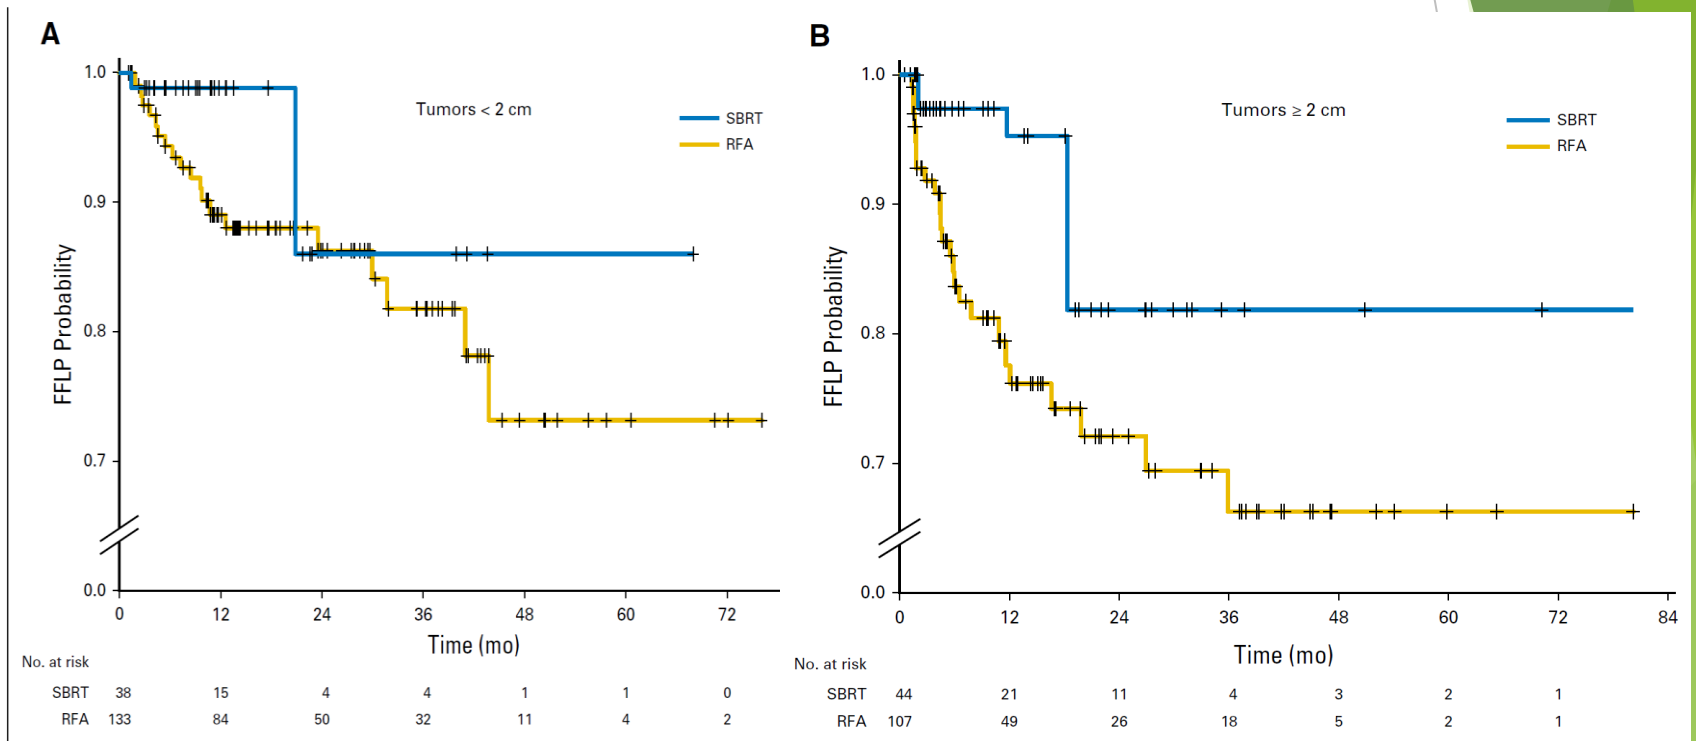 A
Tumors < 2 cm
SBRT
RFA
FFLP Probability
1.0
0.9
0.8
0.7
0.0
0 12 24 36 48 60 72
Time (mo)
No. at risk
SBRT 38 15 4 4 1 1 0
RFA 133 84 50 32 11 4 2
B
Tumors ≥ 2 cm
SBRT
RFA
FFLP Probability
1.0
0.9
0.8
0.7
0.0
0 12 24 36 48 60 72 84
Time (mo)
No. at risk
SBRT 44 21 11 4 3 2 1
RFA 107 49 26 18 5 2 1